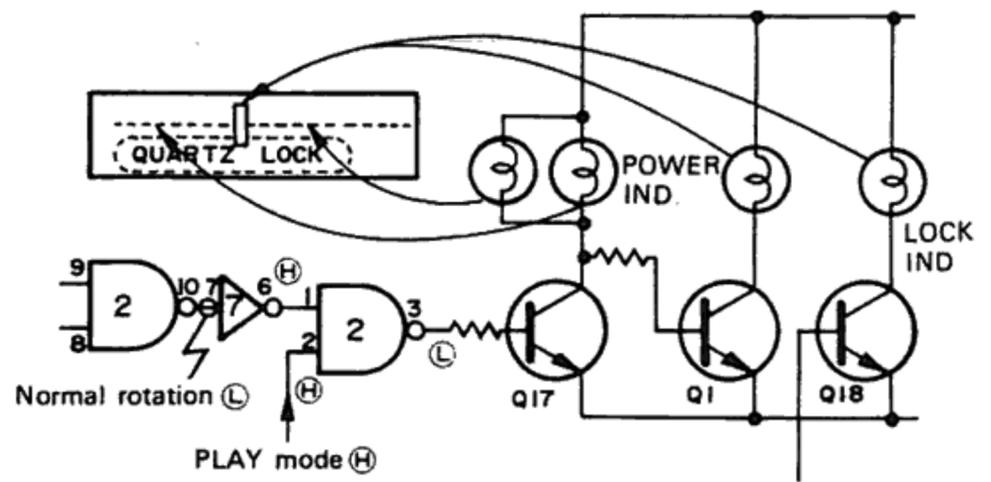 QUARTZ LOCK
POWER
IND.
LOCK
IND
9
8
2
10
7
7
6
Ⓗ
1
2
2
3
Ⓛ
Ⓗ
Normal rotation Ⓛ
PLAY mode Ⓗ
Q17
Q1
Q18